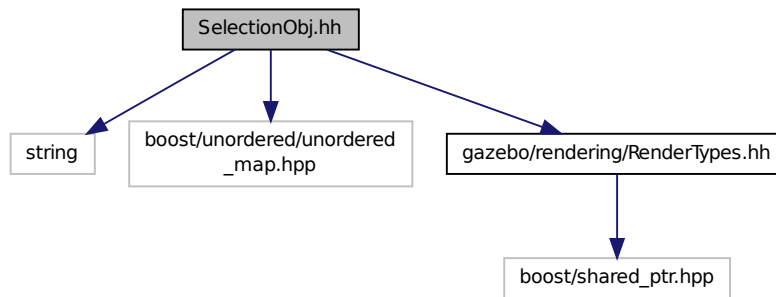 SelectionObj.hh
string
boost/unordered/unordered
_map.hpp
gazebo/rendering/RenderTypes.hh
boost/shared_ptr.hpp